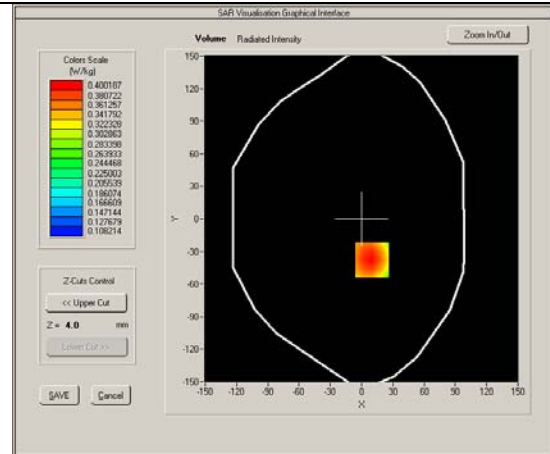 SAR Visualisation Graphical Interface
Volume Radiated Intensity
Zoom In/Out
Colors Scale
(W/kg)
0.400187
0.380722
0.361257
0.341792
0.322328
0.302863
0.283398
0.263933
0.244468
0.225003
0.205539
0.186074
0.166609
0.147144
0.127679
0.108214
Z-Cuts Control
<< Upper Cut
Z = 4.0 mm
Lower Cut >>
SAVE Cancel
150
120
90
60
30
0
-30
-60
-90
-120
-150
Y
-150 -120 -90 -60 -30 0 30 60 90 120 150
X